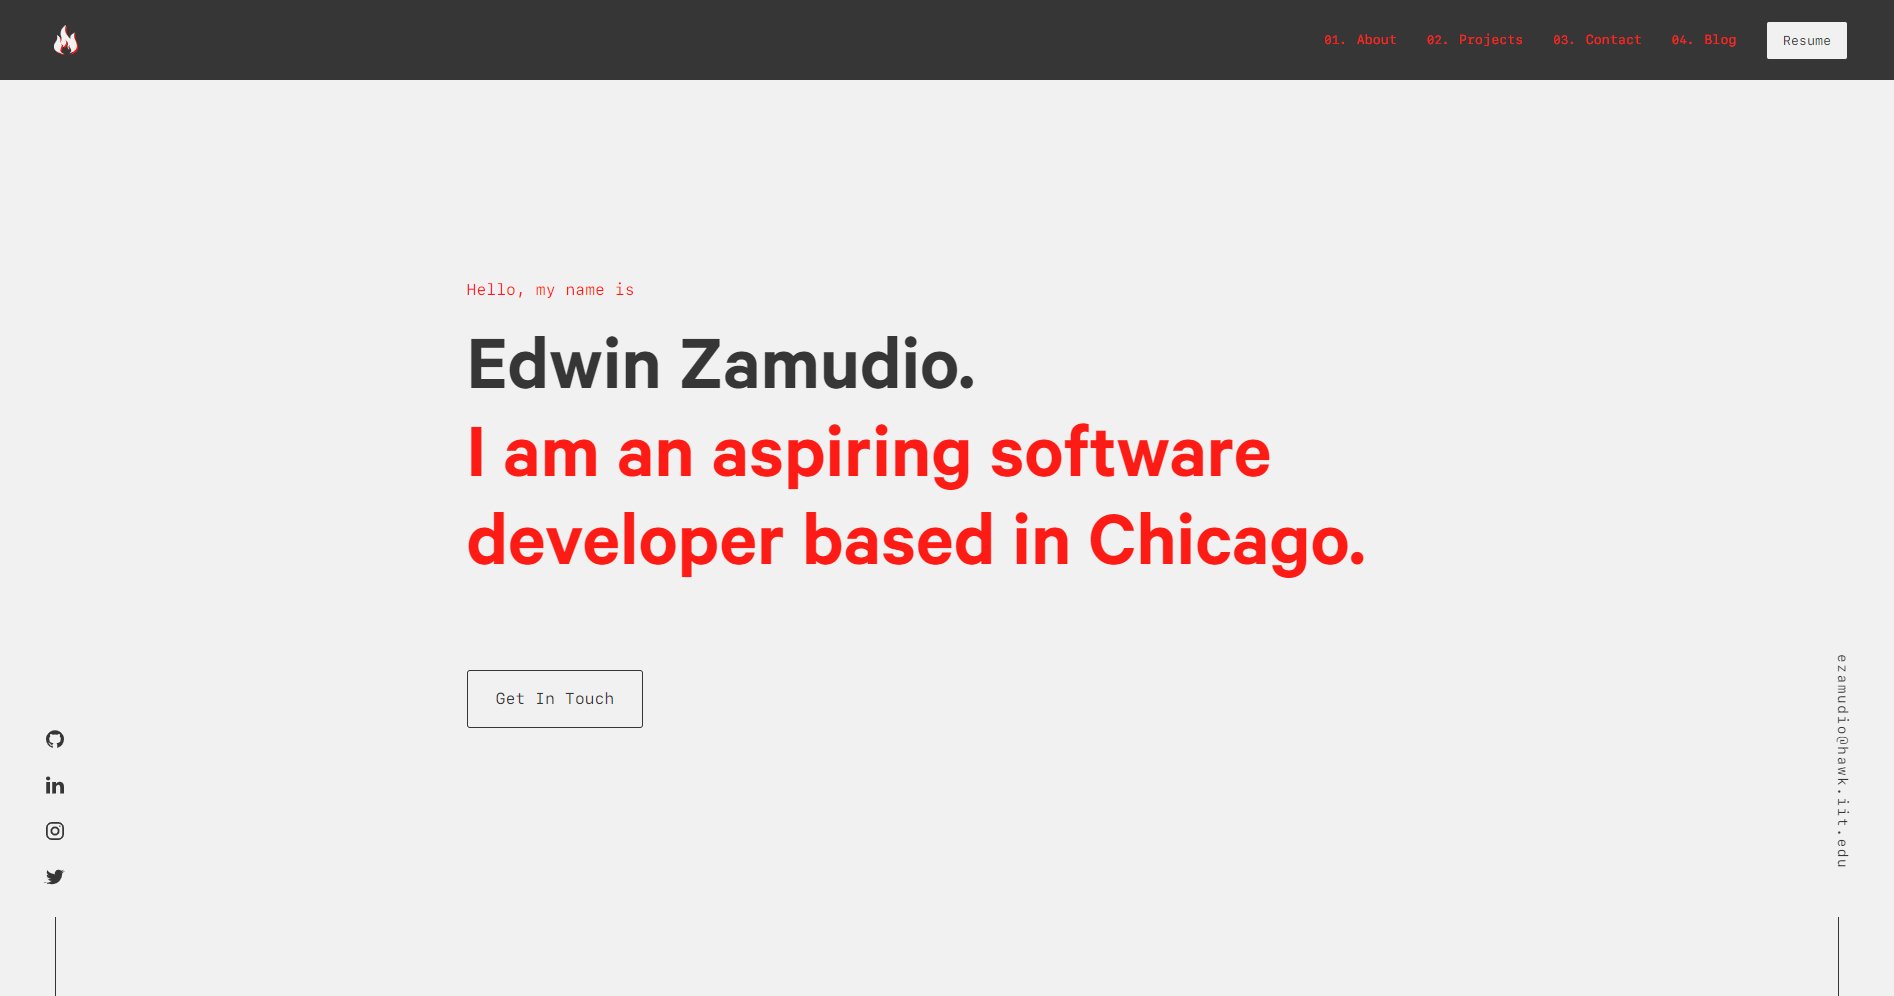 01. About 02. Projects 03. Contact 04. Blog Resume
Hello, my name is
Edwin Zamudio.
I am an aspiring software
developer based in Chicago.
Get In Touch
in
ezamudio@hawk.iit.edu